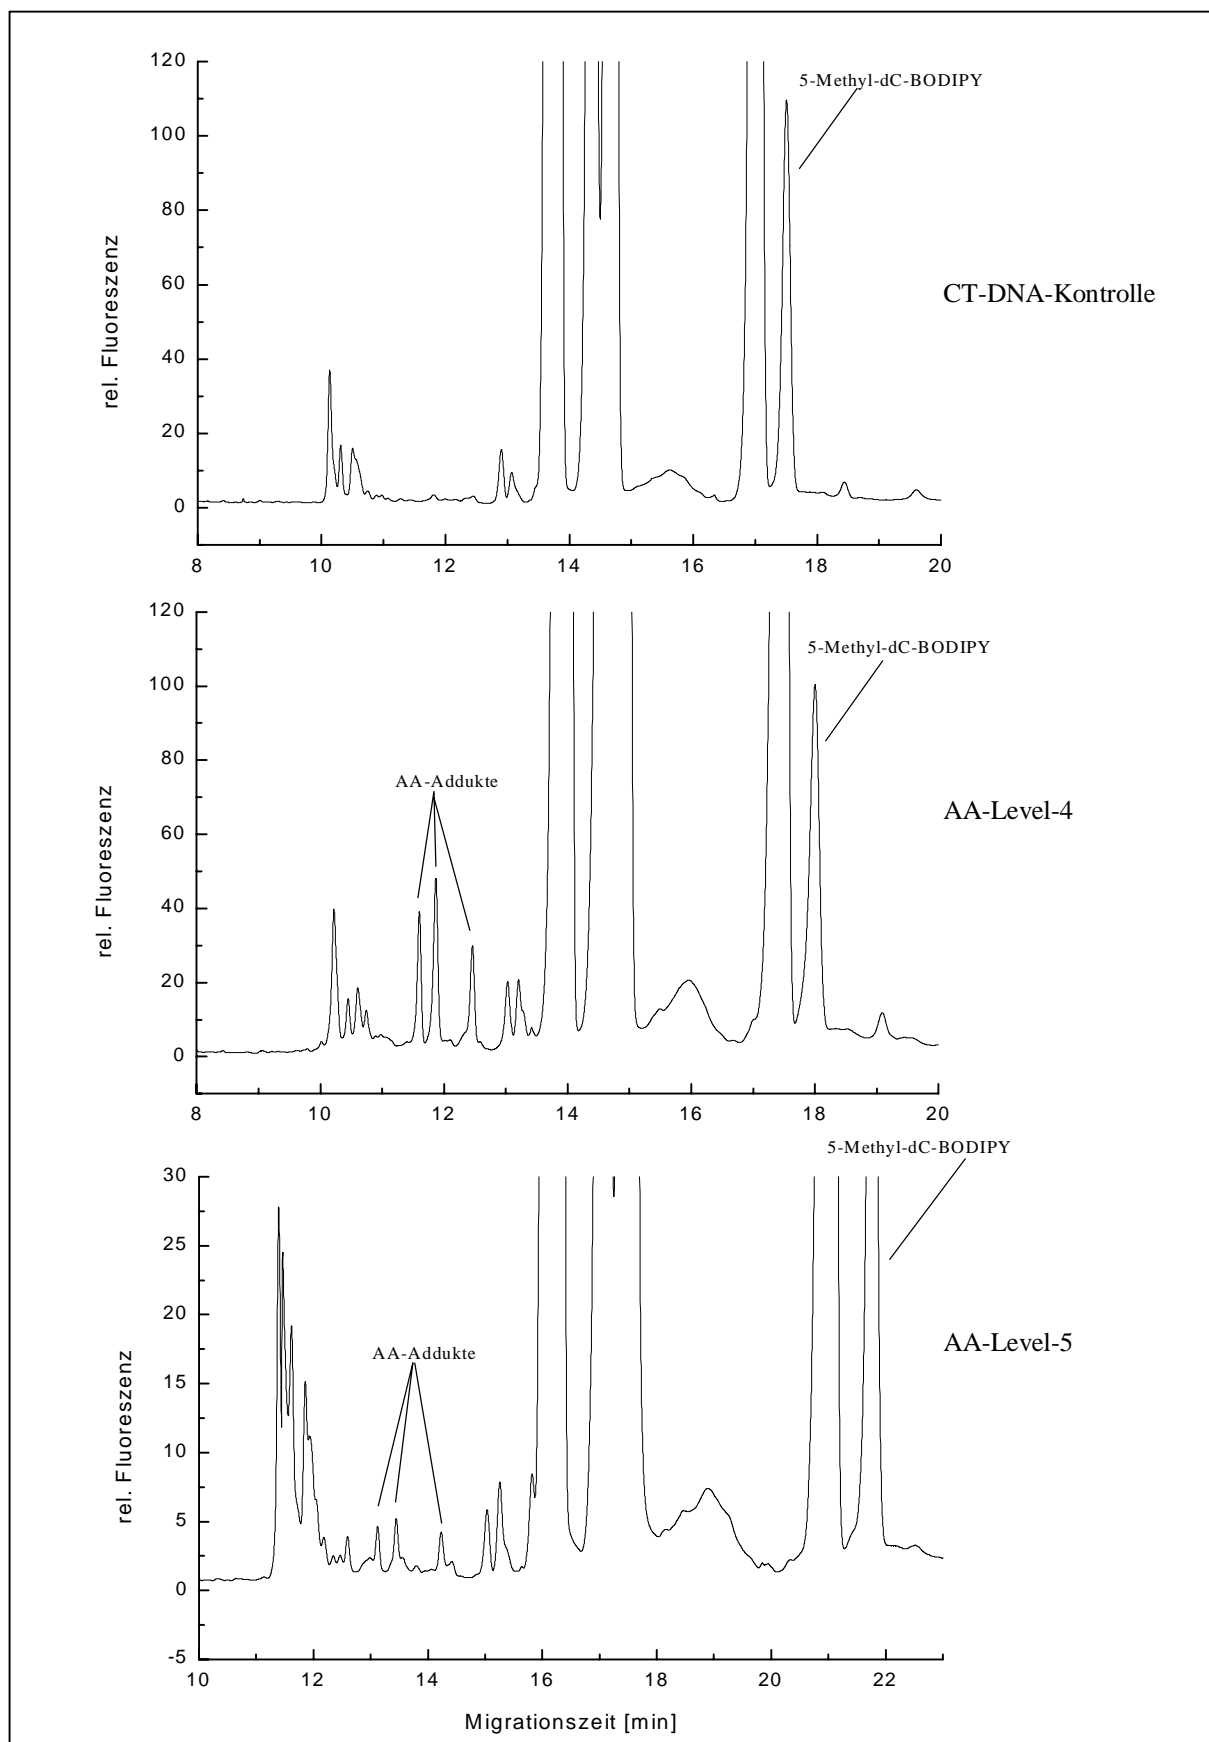 120
100
80
60
40
20
0
rel. Fluoreszenz
5-Methyl-dC-BODIPY
CT-DNA-Kontrolle
8 10 12 14 16 18 20
120
100
80
60
40
20
0
rel. Fluoreszenz
5-Methyl-dC-BODIPY
AA-Addukte
AA-Level-4
8 10 12 14 16 18 20
30
25
20
15
10
5
0
-5
rel. Fluoreszenz
5-Methyl-dC-BODIPY
AA-Addukte
AA-Level-5
10 12 14 16 18 20 22
Migrationszeit [min]